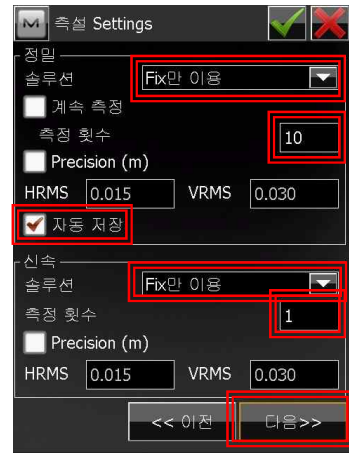 측설 Settings
정밀
솔루션 Fix만 이용
계속 측정
측정 횟수 10
Precision (m)
HRMS 0.015 VRMS 0.030
자동 저장
신속
솔루션 Fix만 이용
측정 횟수 1
Precision (m)
HRMS 0.015 VRMS 0.030
<< 이전 다음>>